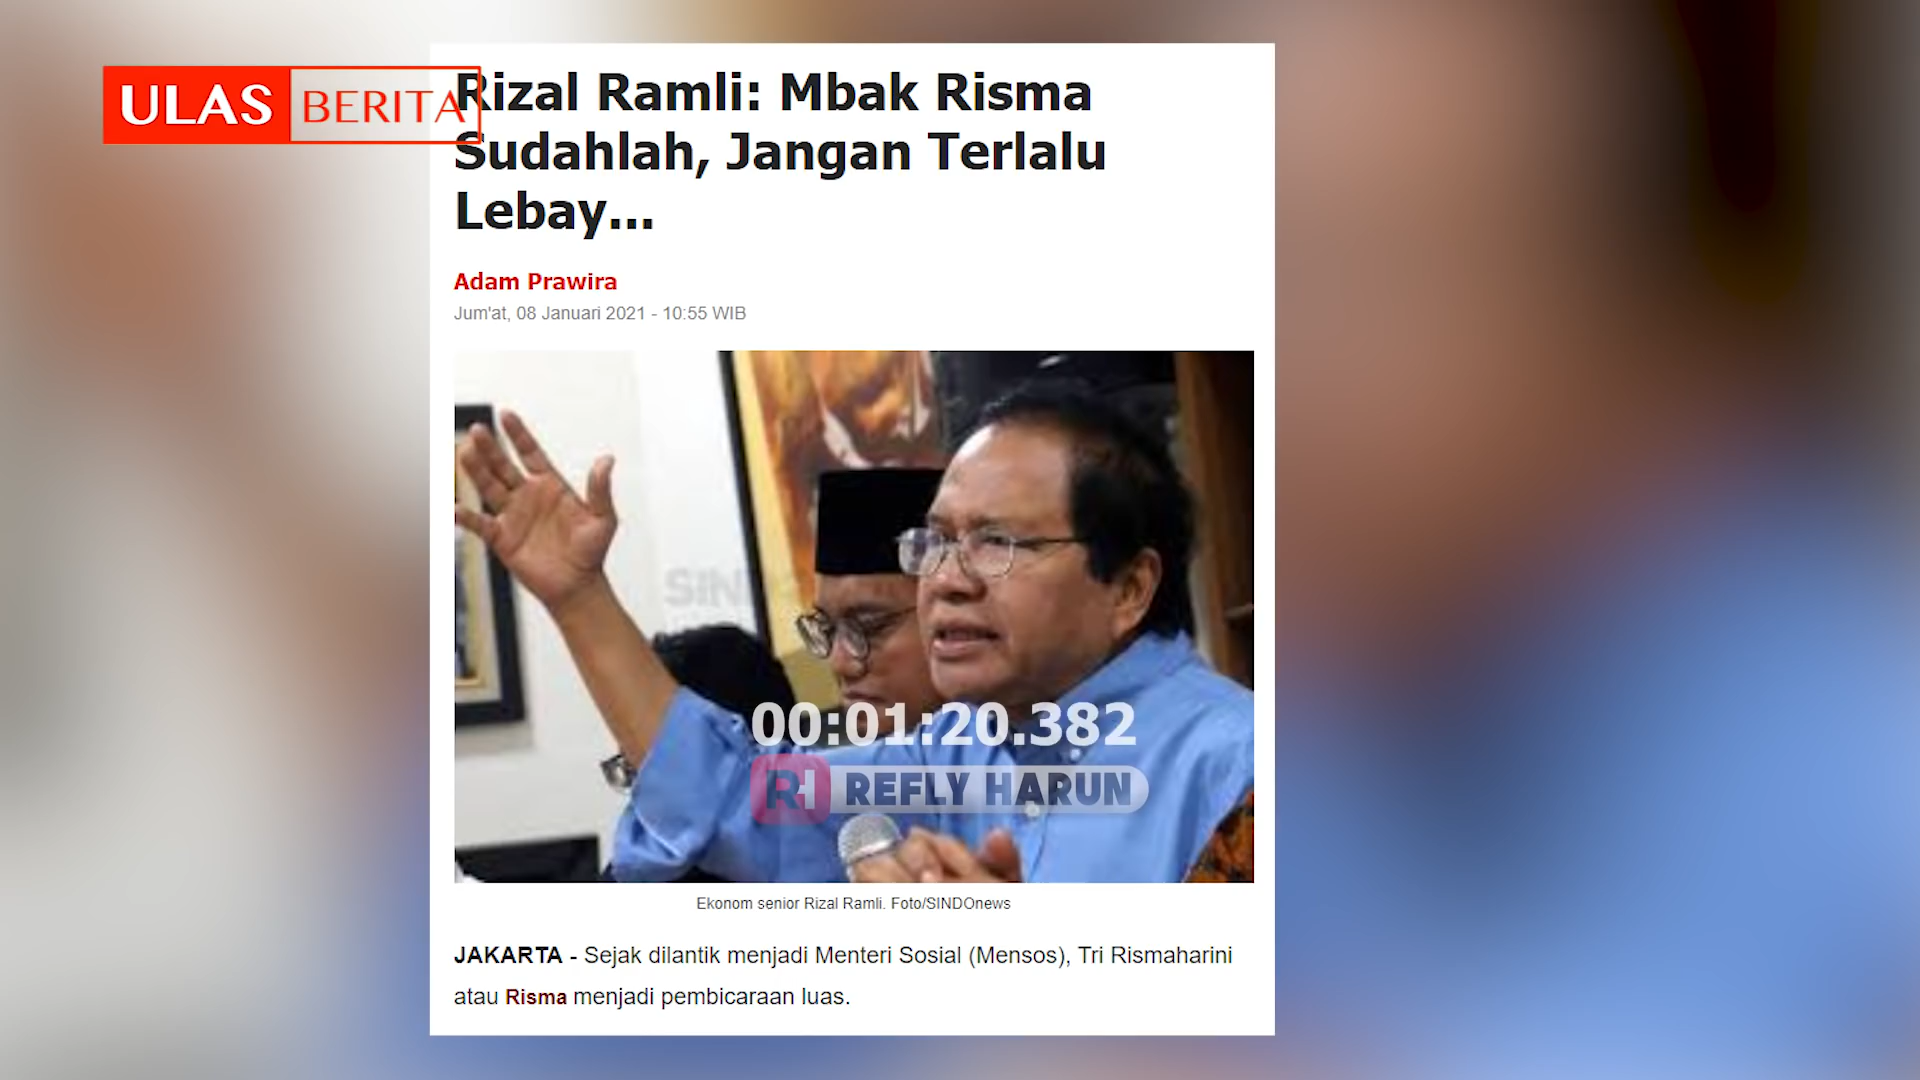 ULAS BERITA
Rizal Ramli: Mbak Risma
Sudahlah, Jangan Terlalu
Lebay...
Adam Prawira
Jum'at, 08 Januari 2021 - 10:55 WIB
SIND
00:01:20.382
RH REFLY HARUN
Ekonom senior Rizal Ramli. Foto/SINDOnews
JAKARTA - Sejak dilantik menjadi Menteri Sosial (Mensos), Tri Rismaharini
atau Risma menjadi pembicaraan luas.